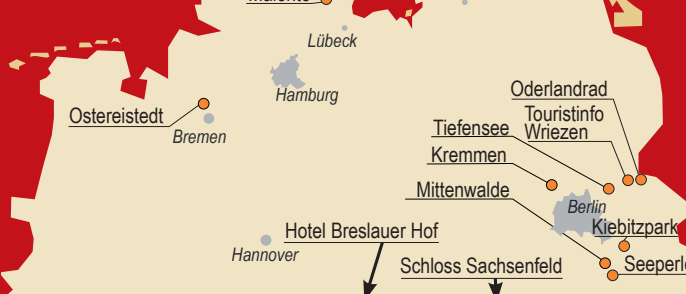 Lübeck
Hamburg
Oderlandrad
Ostereistedt
Touristinfo
Wriezen
Tiefensee
Bremen
Kremmen
Mittenwalde
Berlin
Kiebitzpark
Hotel Breslauer Hof
Hannover
Schloss Sachsenfeld